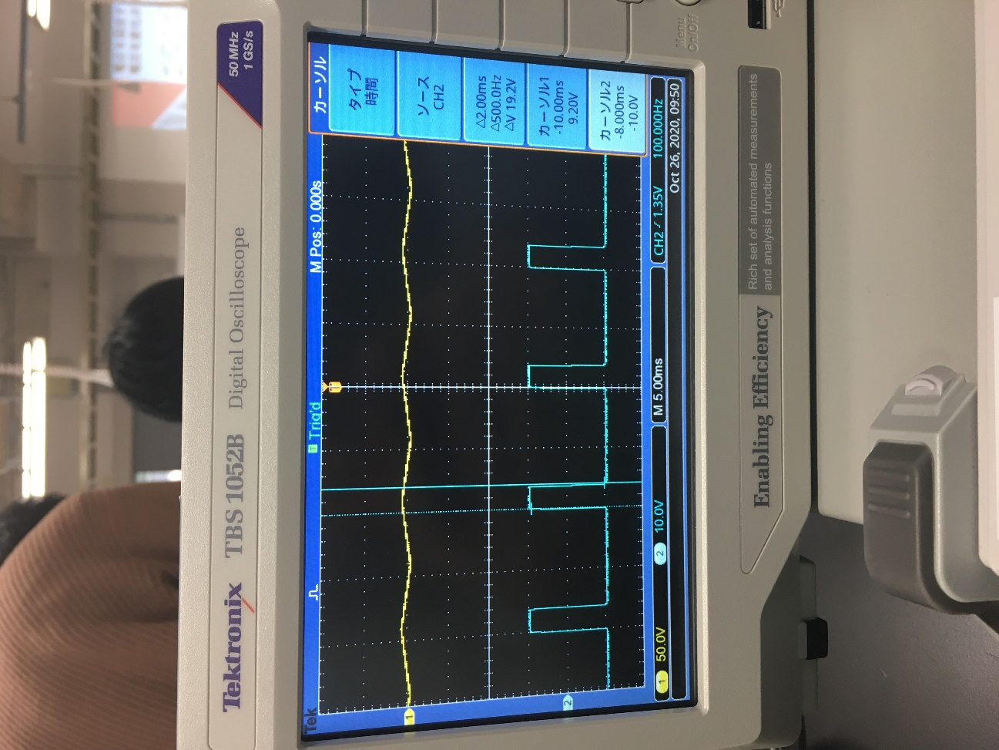 Tektronix TBS 1052B Digital Oscilloscope
50 MHz
1 GS/s
Tek
Trig'd
M Pos: 0.000s
カーソル
タイプ
時間
ソース
CH2
△2.00ms
△500.0Hz
△V 19.2V
カーソル1
-10.00ms
9.20V
カーソル2
-8.000ms
-10.0V
1
2
1 50.0V
2 10.0V
M 5.00ms
CH2 / 1.35V
100.000Hz
Oct 26, 2020, 09:50
Enabling Efficiency
Rich set of automated measurements
and analysis functions
Menu
On/Off